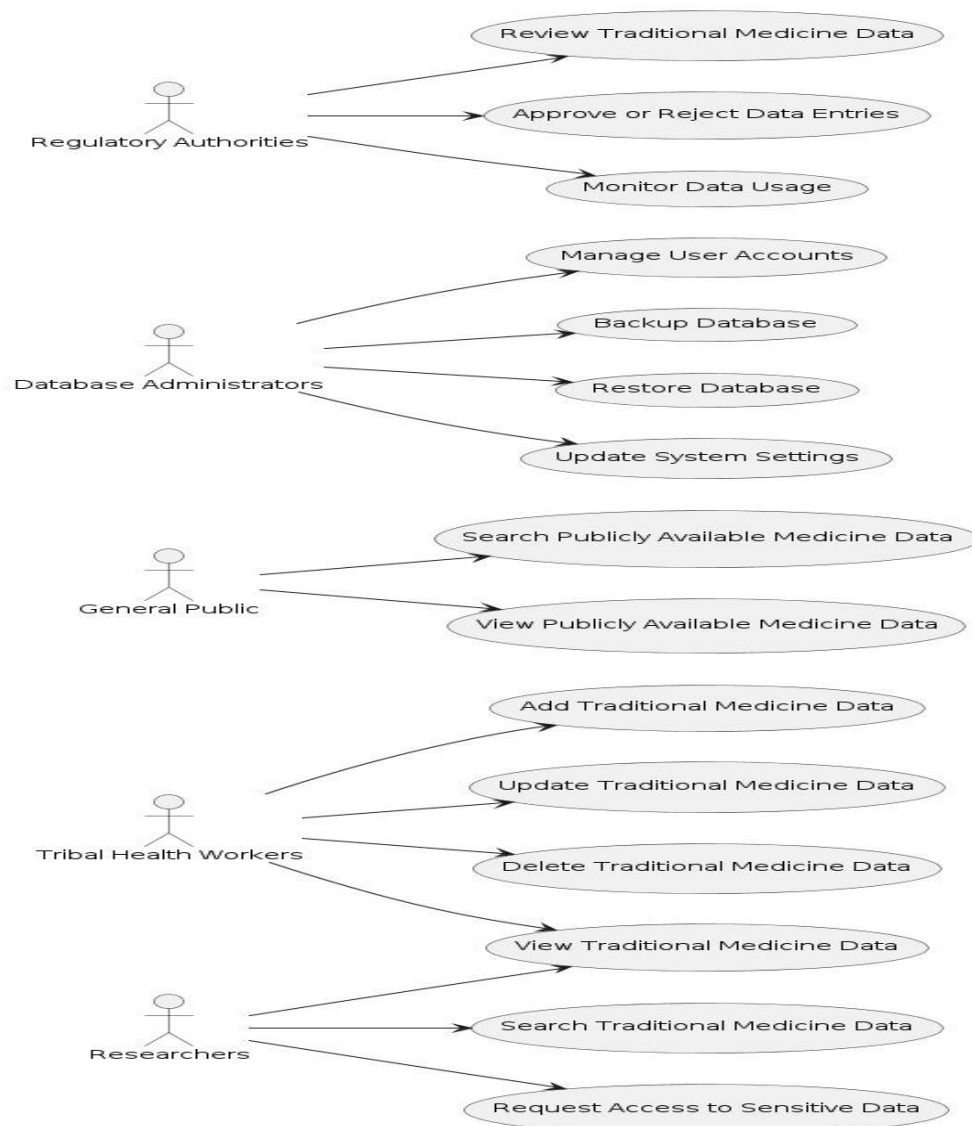 Review Traditional Medicine Data
Approve or Reject Data Entries
Regulatory Authorities
Monitor Data Usage
Manage User Accounts
Backup Database
Database Administrators
Restore Database
Update System Settings
Search Publicly Available Medicine Data
General Public
View Publicly Available Medicine Data
Add Traditional Medicine Data
Update Traditional Medicine Data
Tribal Health Workers
Delete Traditional Medicine Data
View Traditional Medicine Data
Search Traditional Medicine Data
Researchers
Request Access to Sensitive Data